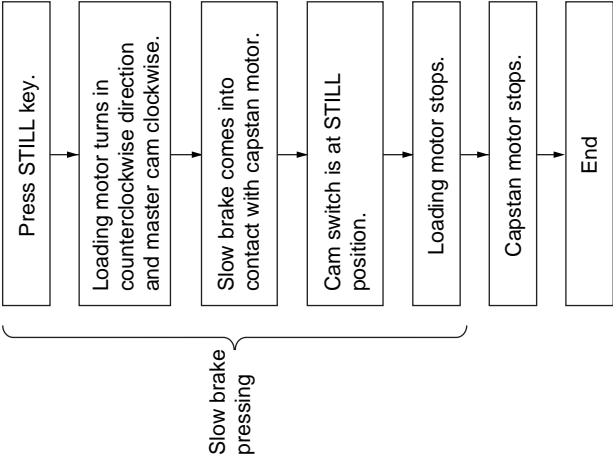 Press STILL key.
Loading motor turns in
counterclockwise direction
and master cam clockwise.
Slow brake comes into
contact with capstan motor.
Cam switch is at STILL
position.
Loading motor stops.
Capstan motor stops.
End
Slow brake
pressing